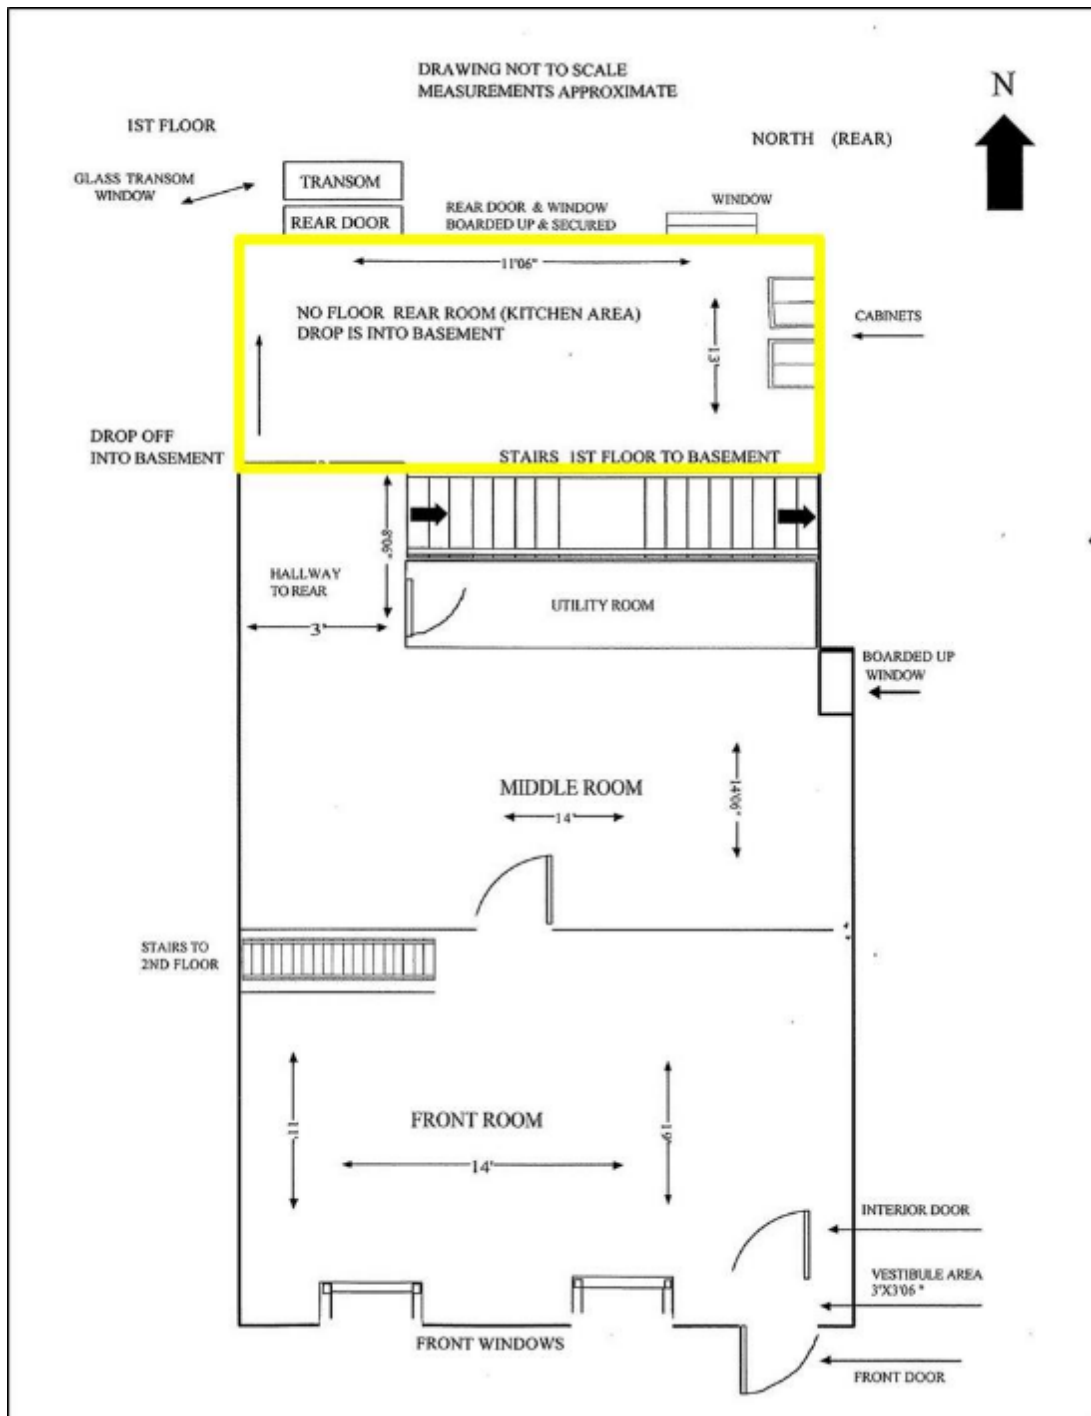 DRAWING NOT TO SCALE
MEASUREMENTS APPROXIMATE
N
1ST FLOOR
NORTH (REAR)
GLASS TRANSOM
WINDOW
TRANSOM
REAR DOOR
REAR DOOR & WINDOW
BOARDED UP & SECURED
WINDOW
11'06"
NO FLOOR REAR ROOM (KITCHEN AREA)
DROP IS INTO BASEMENT
13'
CABINETS
DROP OFF
INTO BASEMENT
STAIRS 1ST FLOOR TO BASEMENT
8'06"
HALLWAY
TO REAR
3'
UTILITY ROOM
BOARDED UP
WINDOW
MIDDLE ROOM
14'
14'06"
STAIRS TO
2ND FLOOR
11'
FRONT ROOM
14'
19'
INTERIOR DOOR
VESTIBULE AREA
3'X3'06 "
FRONT WINDOWS
FRONT DOOR